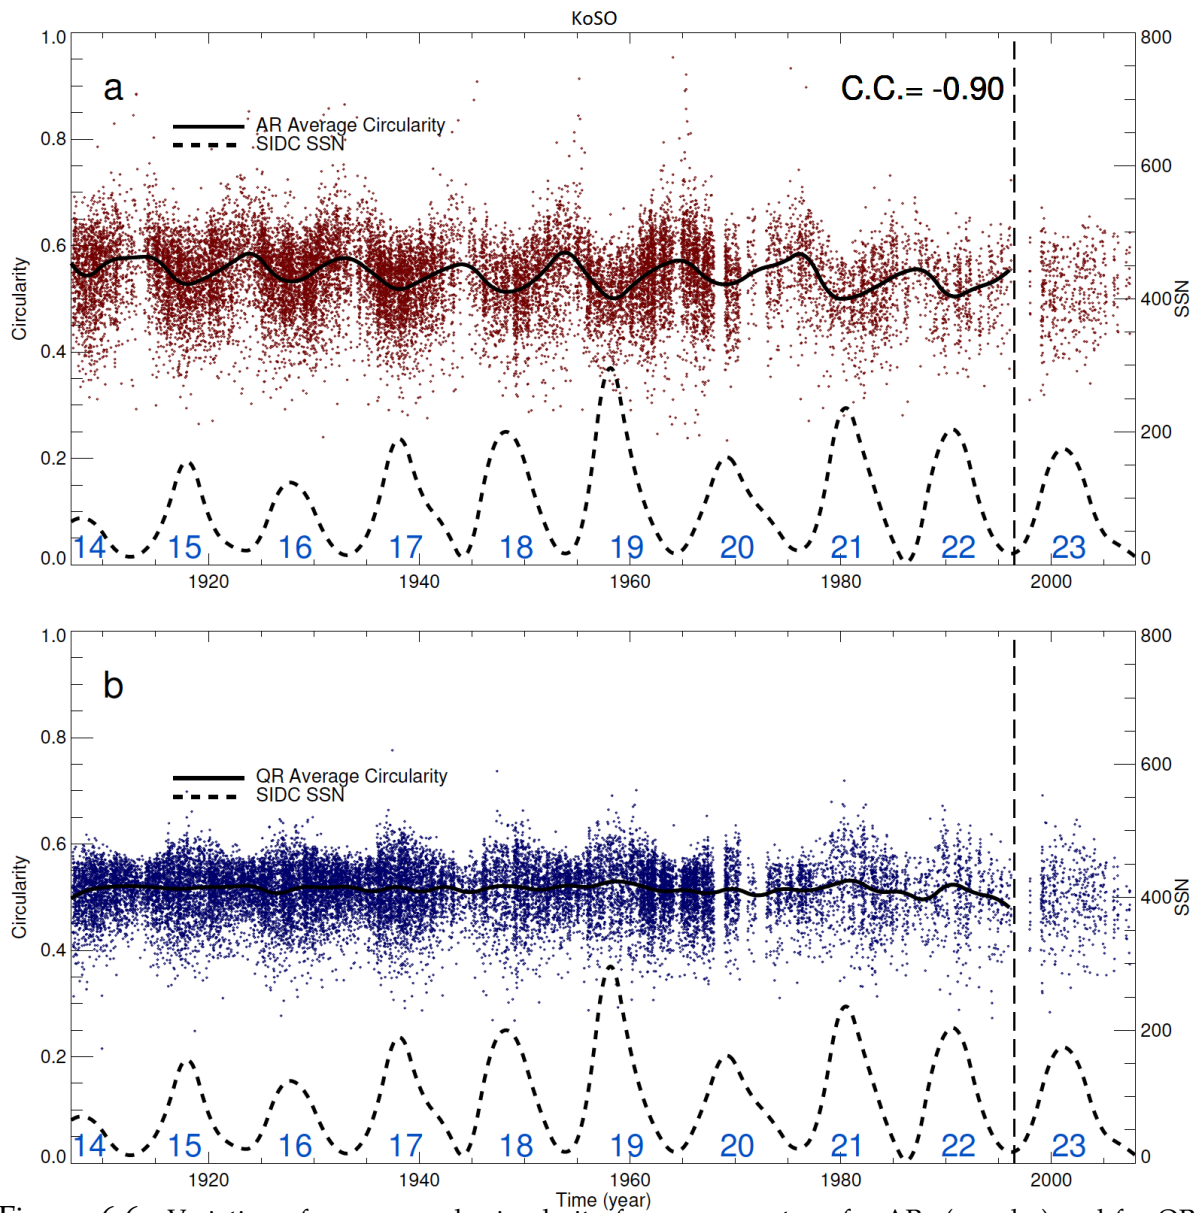 KoSO
1.0
0.8
0.6
0.4
0.2
0.0
Circularity
a
AR Average Circularity
SIDC SSN
C.C.= -0.90
800
600
400
200
0
SSN
14 15 16 17 18 19 20 21 22 23
1920 1940 1960 1980 2000
1.0
0.8
0.6
0.4
0.2
0.0
Circularity
b
QR Average Circularity
SIDC SSN
800
600
400
200
0
SSN
14 15 16 17 18 19 20 21 22 23
1920 1940 1960 1980 2000
Time (year)